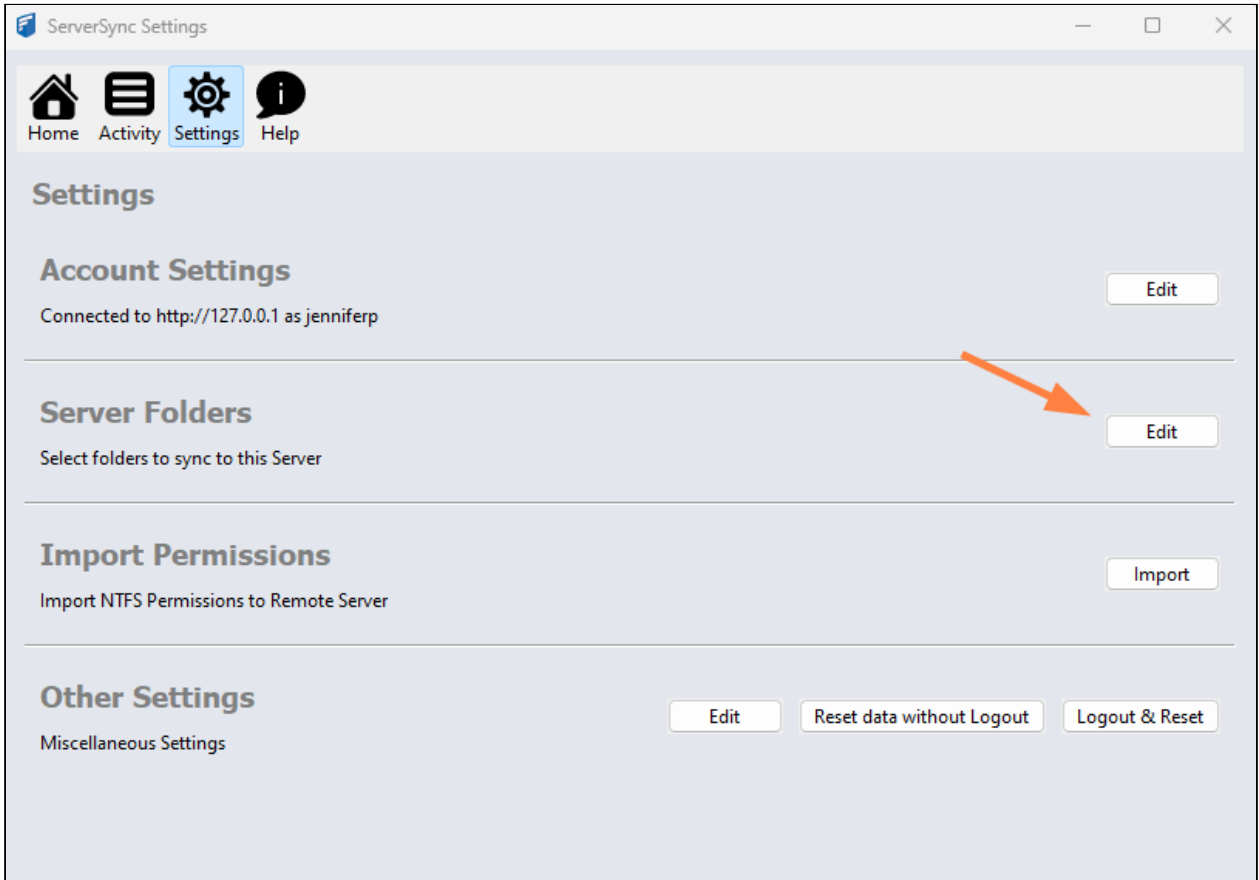 ServerSync Settings
Home Activity Settings Help
Settings
Account Settings
Edit
Connected to http://127.0.0.1 as jenniferp
Server Folders
Edit
Select folders to sync to this Server
Import Permissions
Import
Import NTFS Permissions to Remote Server
Other Settings
Edit Reset data without Logout Logout & Reset
Miscellaneous Settings